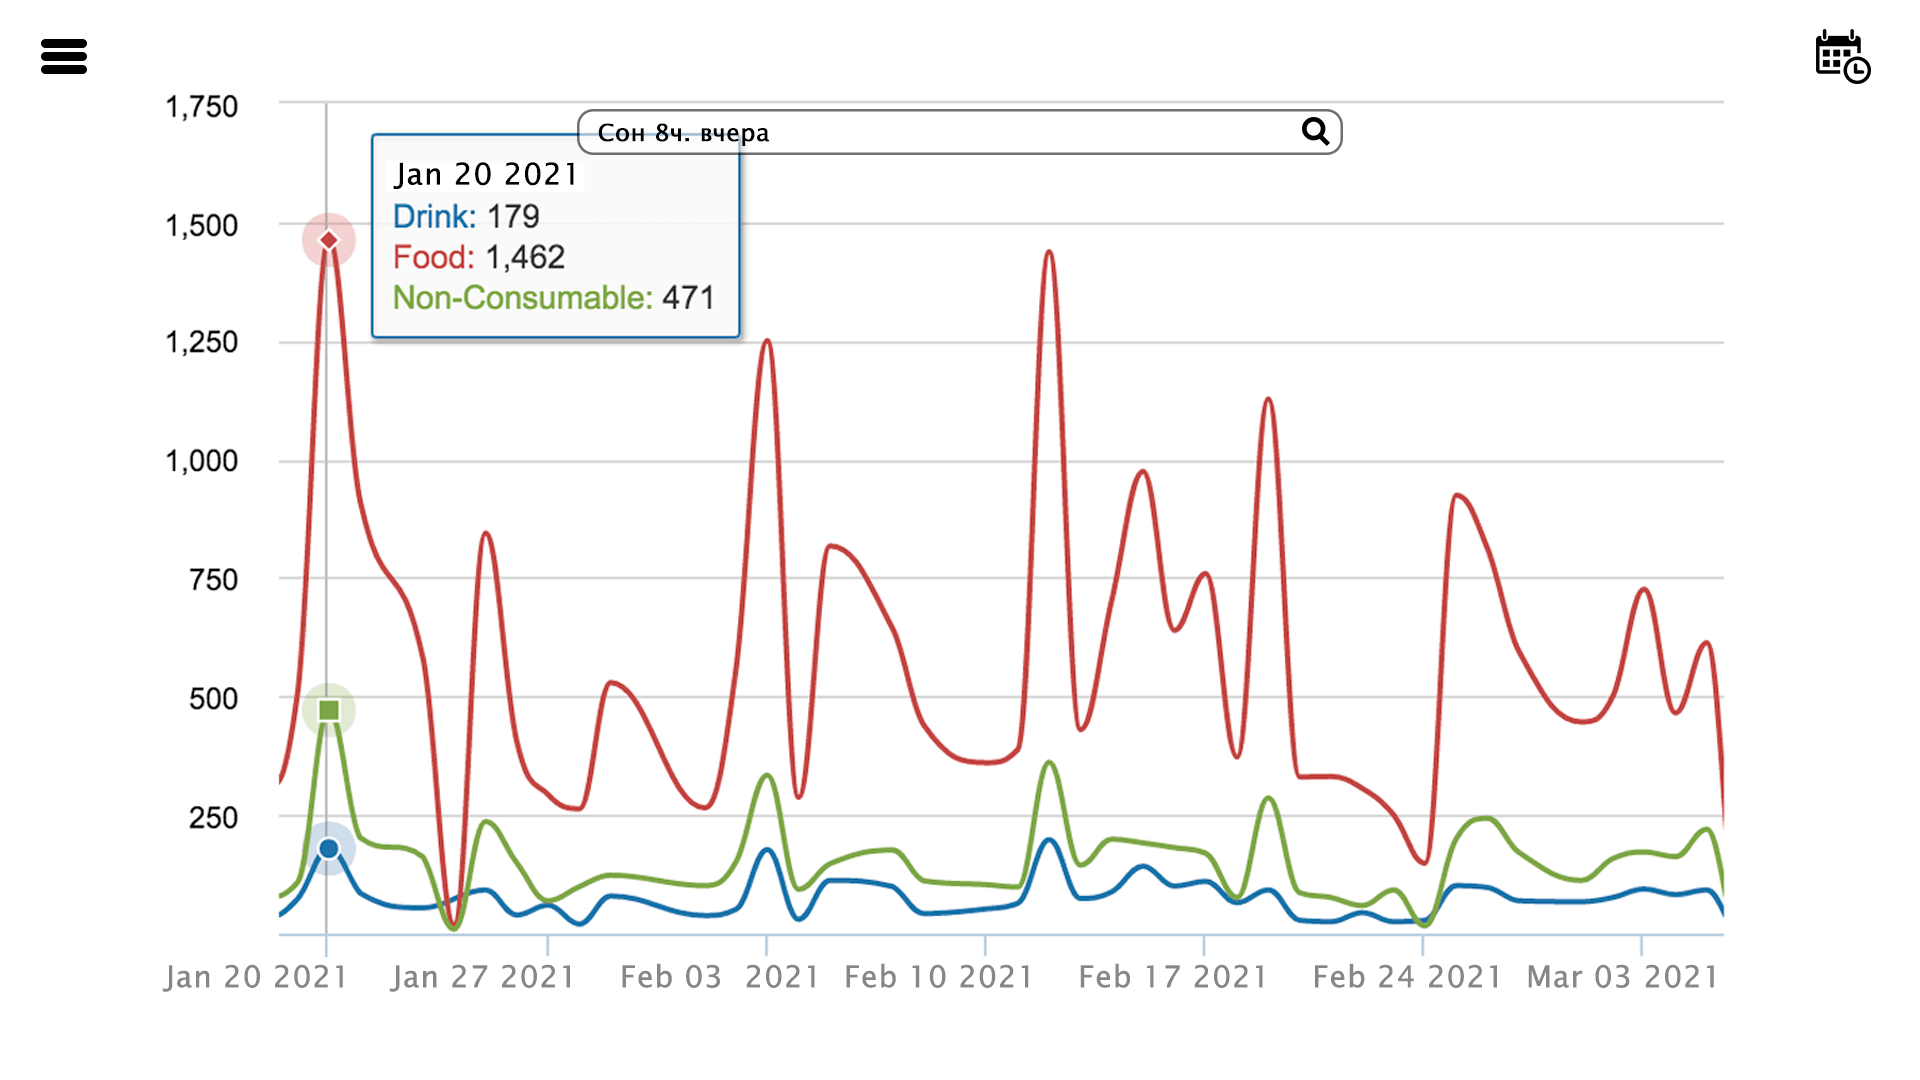 1,750
Сон 8ч. вчера
Jan 20 2021
Drink: 179
Food: 1,462
Non-Consumable: 471
1,500
1,250
1,000
750
500
250
Jan 20 2021 Jan 27 2021 Feb 03 2021 Feb 10 2021 Feb 17 2021 Feb 24 2021 Mar 03 2021